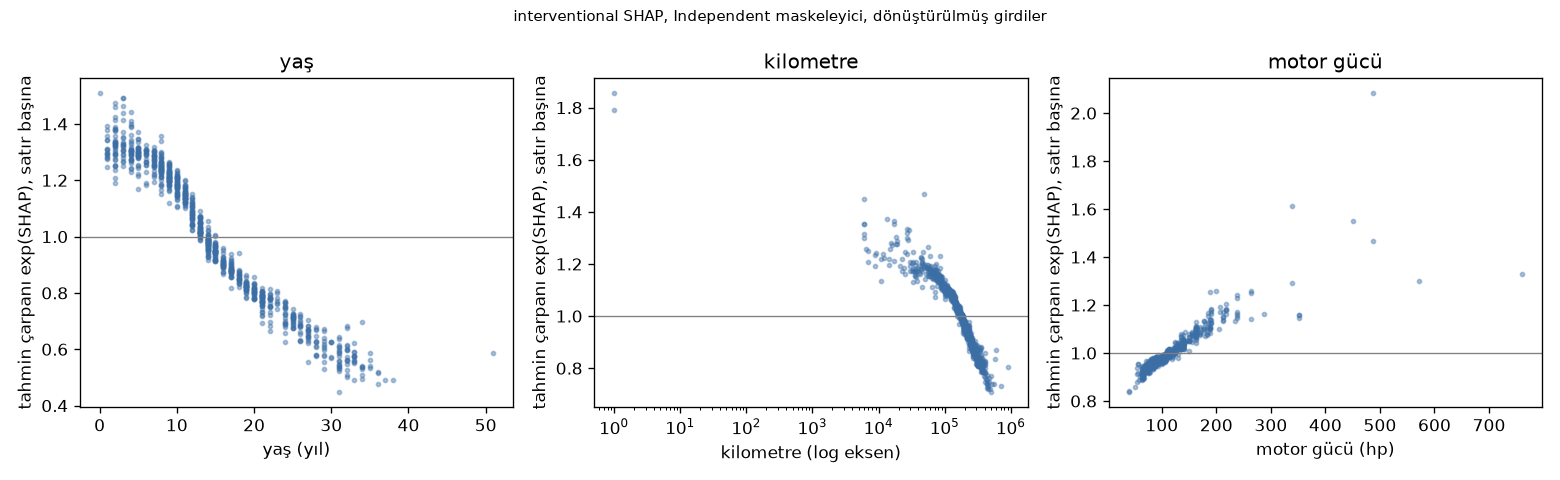 interventional SHAP, Independent maskeleyici, dönüştürülmüş girdiler
yaş
tahmin çarpanı exp(SHAP), satır başına
1.4
1.2
1.0
0.8
0.6
0.4
0 10 20 30 40 50
yaş (yıl)
kilometre
tahmin çarpanı exp(SHAP), satır başına
1.8
1.6
1.4
1.2
1.0
0.8
10⁰ 10¹ 10² 10³ 10⁴ 10⁵ 10⁶
kilometre (log eksen)
motor gücü
tahmin çarpanı exp(SHAP), satır başına
2.0
1.8
1.6
1.4
1.2
1.0
0.8
100 200 300 400 500 600 700
motor gücü (hp)